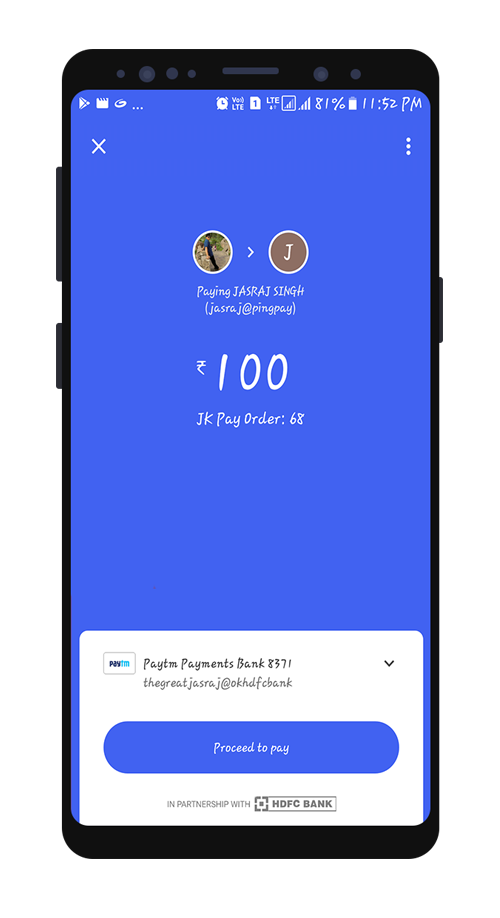 ... Vo)) LTE 1 LTE 81% 11:52 PM
J
Paying JASRAJ SINGH
(jasraj@pingpay)
₹100
JK Pay Order: 68
paytm Paytm Payments Bank 8371
thegreatjasraj@okhdfcbank
Proceed to pay
IN PARTNERSHIP WITH HDFC BANK